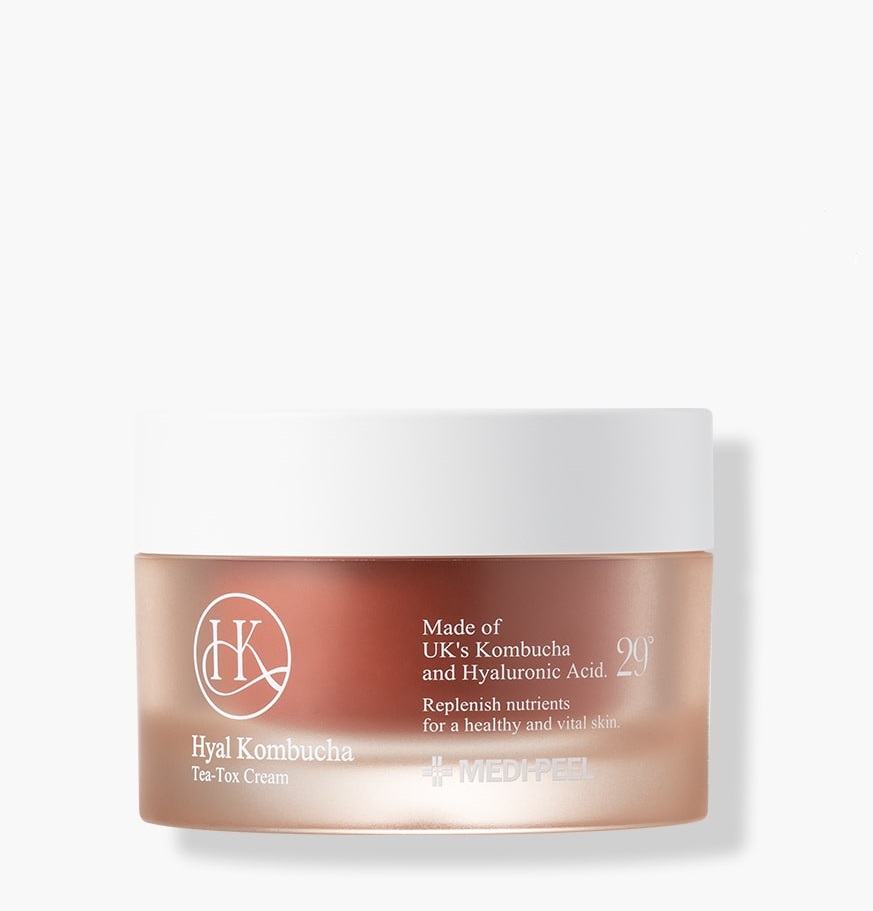 HK
Hyal Kombucha
Tea-Tox Cream
Made of
UK's Kombucha
and Hyaluronic Acid. 29°
Replenish nutrients
for a healthy and vital skin.
MEDI-PEEL